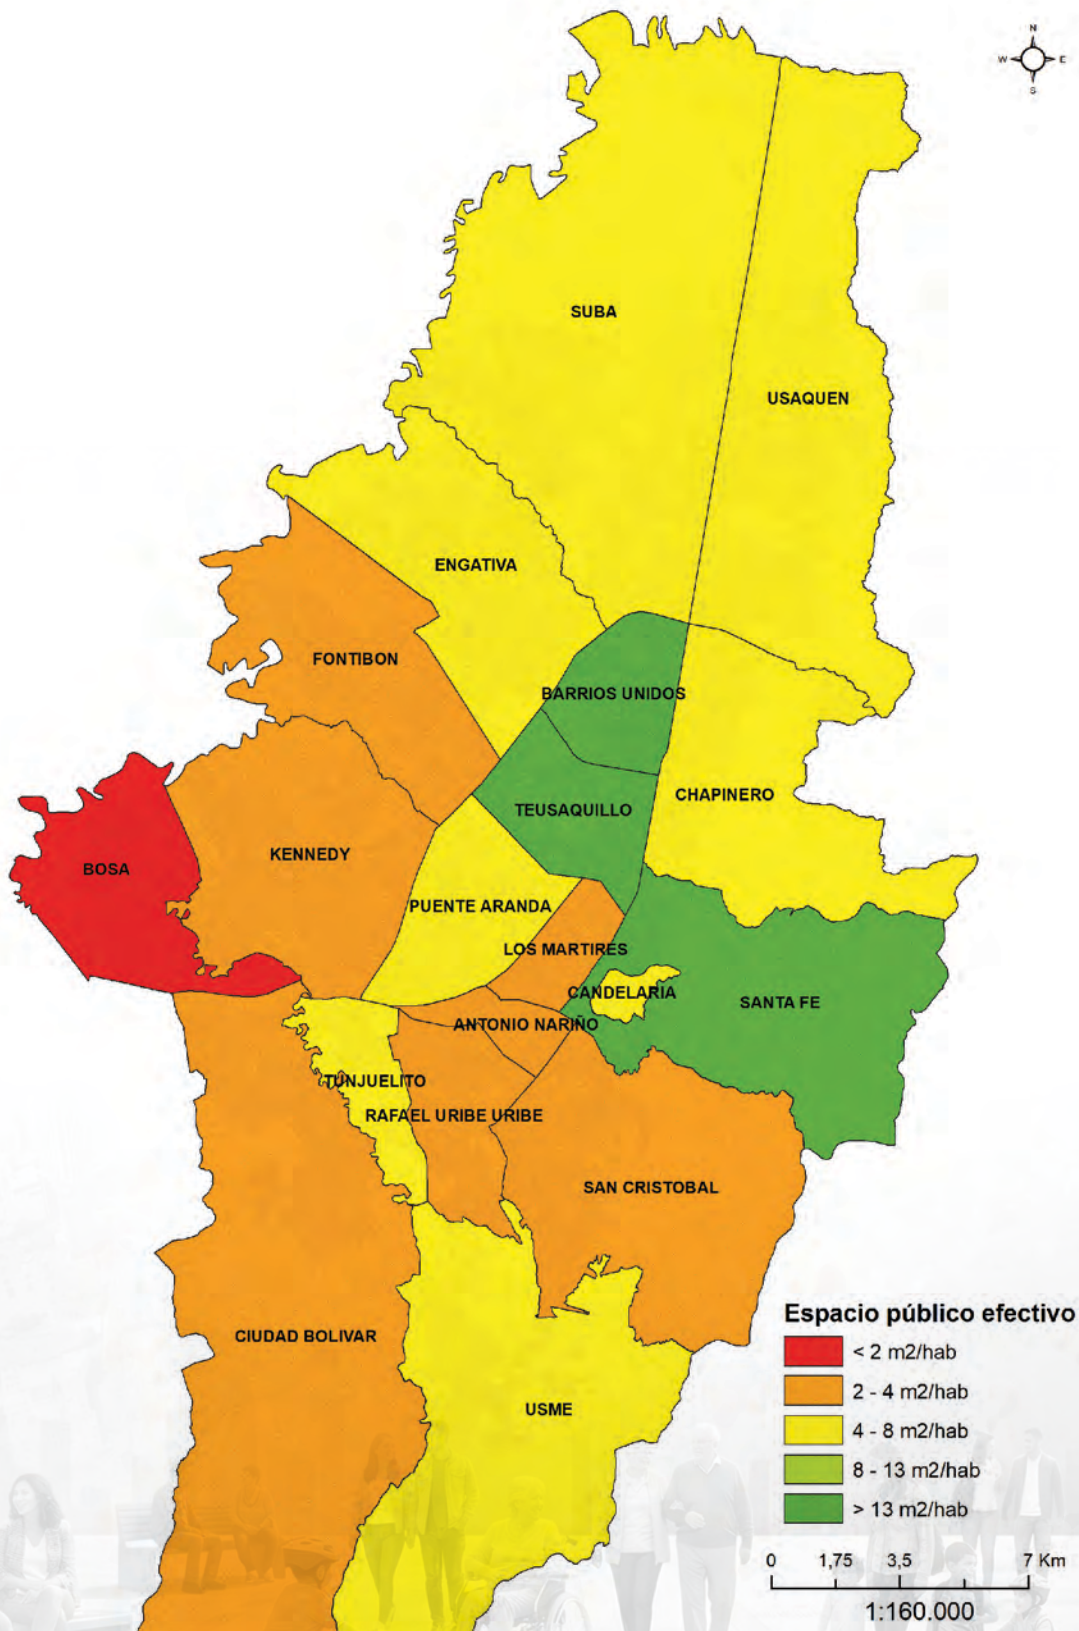 N
W E
S
SUBA
USAQUEN
ENGATIVA
FONTIBON
BARRIOS UNIDOS
CHAPINERO
TEUSAQUILLO
KENNEDY
BOSA
PUENTE ARANDA
LOS MARTIRES
CANDELARIA
SANTA FE
ANTONIO NARIÑO
TUNJUELITO
RAFAEL URIBE URIBE
SAN CRISTOBAL
CIUDAD BOLIVAR
USME
Espacio público efectivo
< 2 m2/hab
2 - 4 m2/hab
4 - 8 m2/hab
8 - 13 m2/hab
> 13 m2/hab
0 1,75 3,5 7 Km
1:160.000